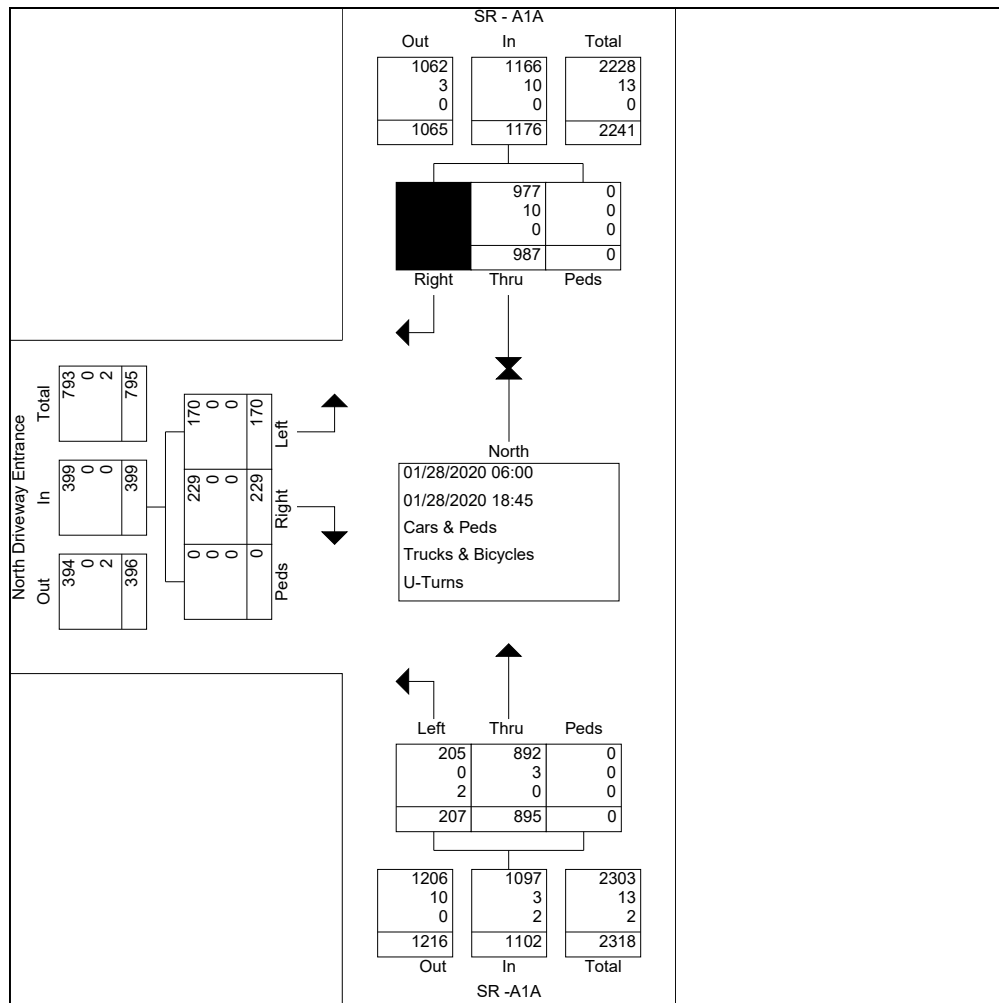 SR - A1A
Out In Total
1062 1166 2228
3 10 13
0 0 0
1065 1176 2241
977 0
10 0
0 0
987 0
Right Thru Peds
North Driveway Entrance
Total
793
0
2
795
In
399
0
0
399
Out
394
0
2
396
170
0
0
170
Left
229
0
0
229
Right
0
0
0
0
Peds
North
01/28/2020 06:00
01/28/2020 18:45
Cars & Peds
Trucks & Bicycles
U-Turns
Left Thru Peds
205 892 0
0 3 0
2 0 0
207 895 0
1206 1097 2303
10 3 13
0 2 2
1216 1102 2318
Out In Total
SR -A1A